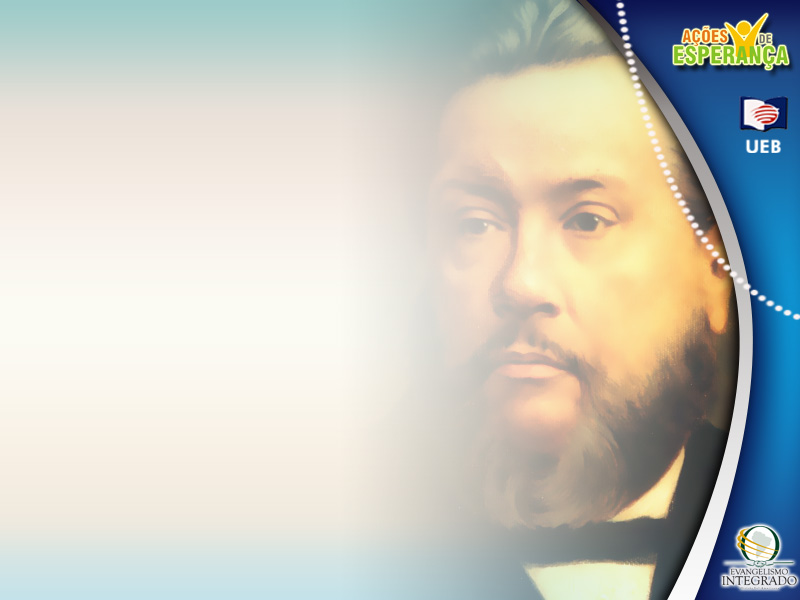 AÇÕES DE
ESPERANÇA
UEB
EVANGELISMO
INTEGRADO